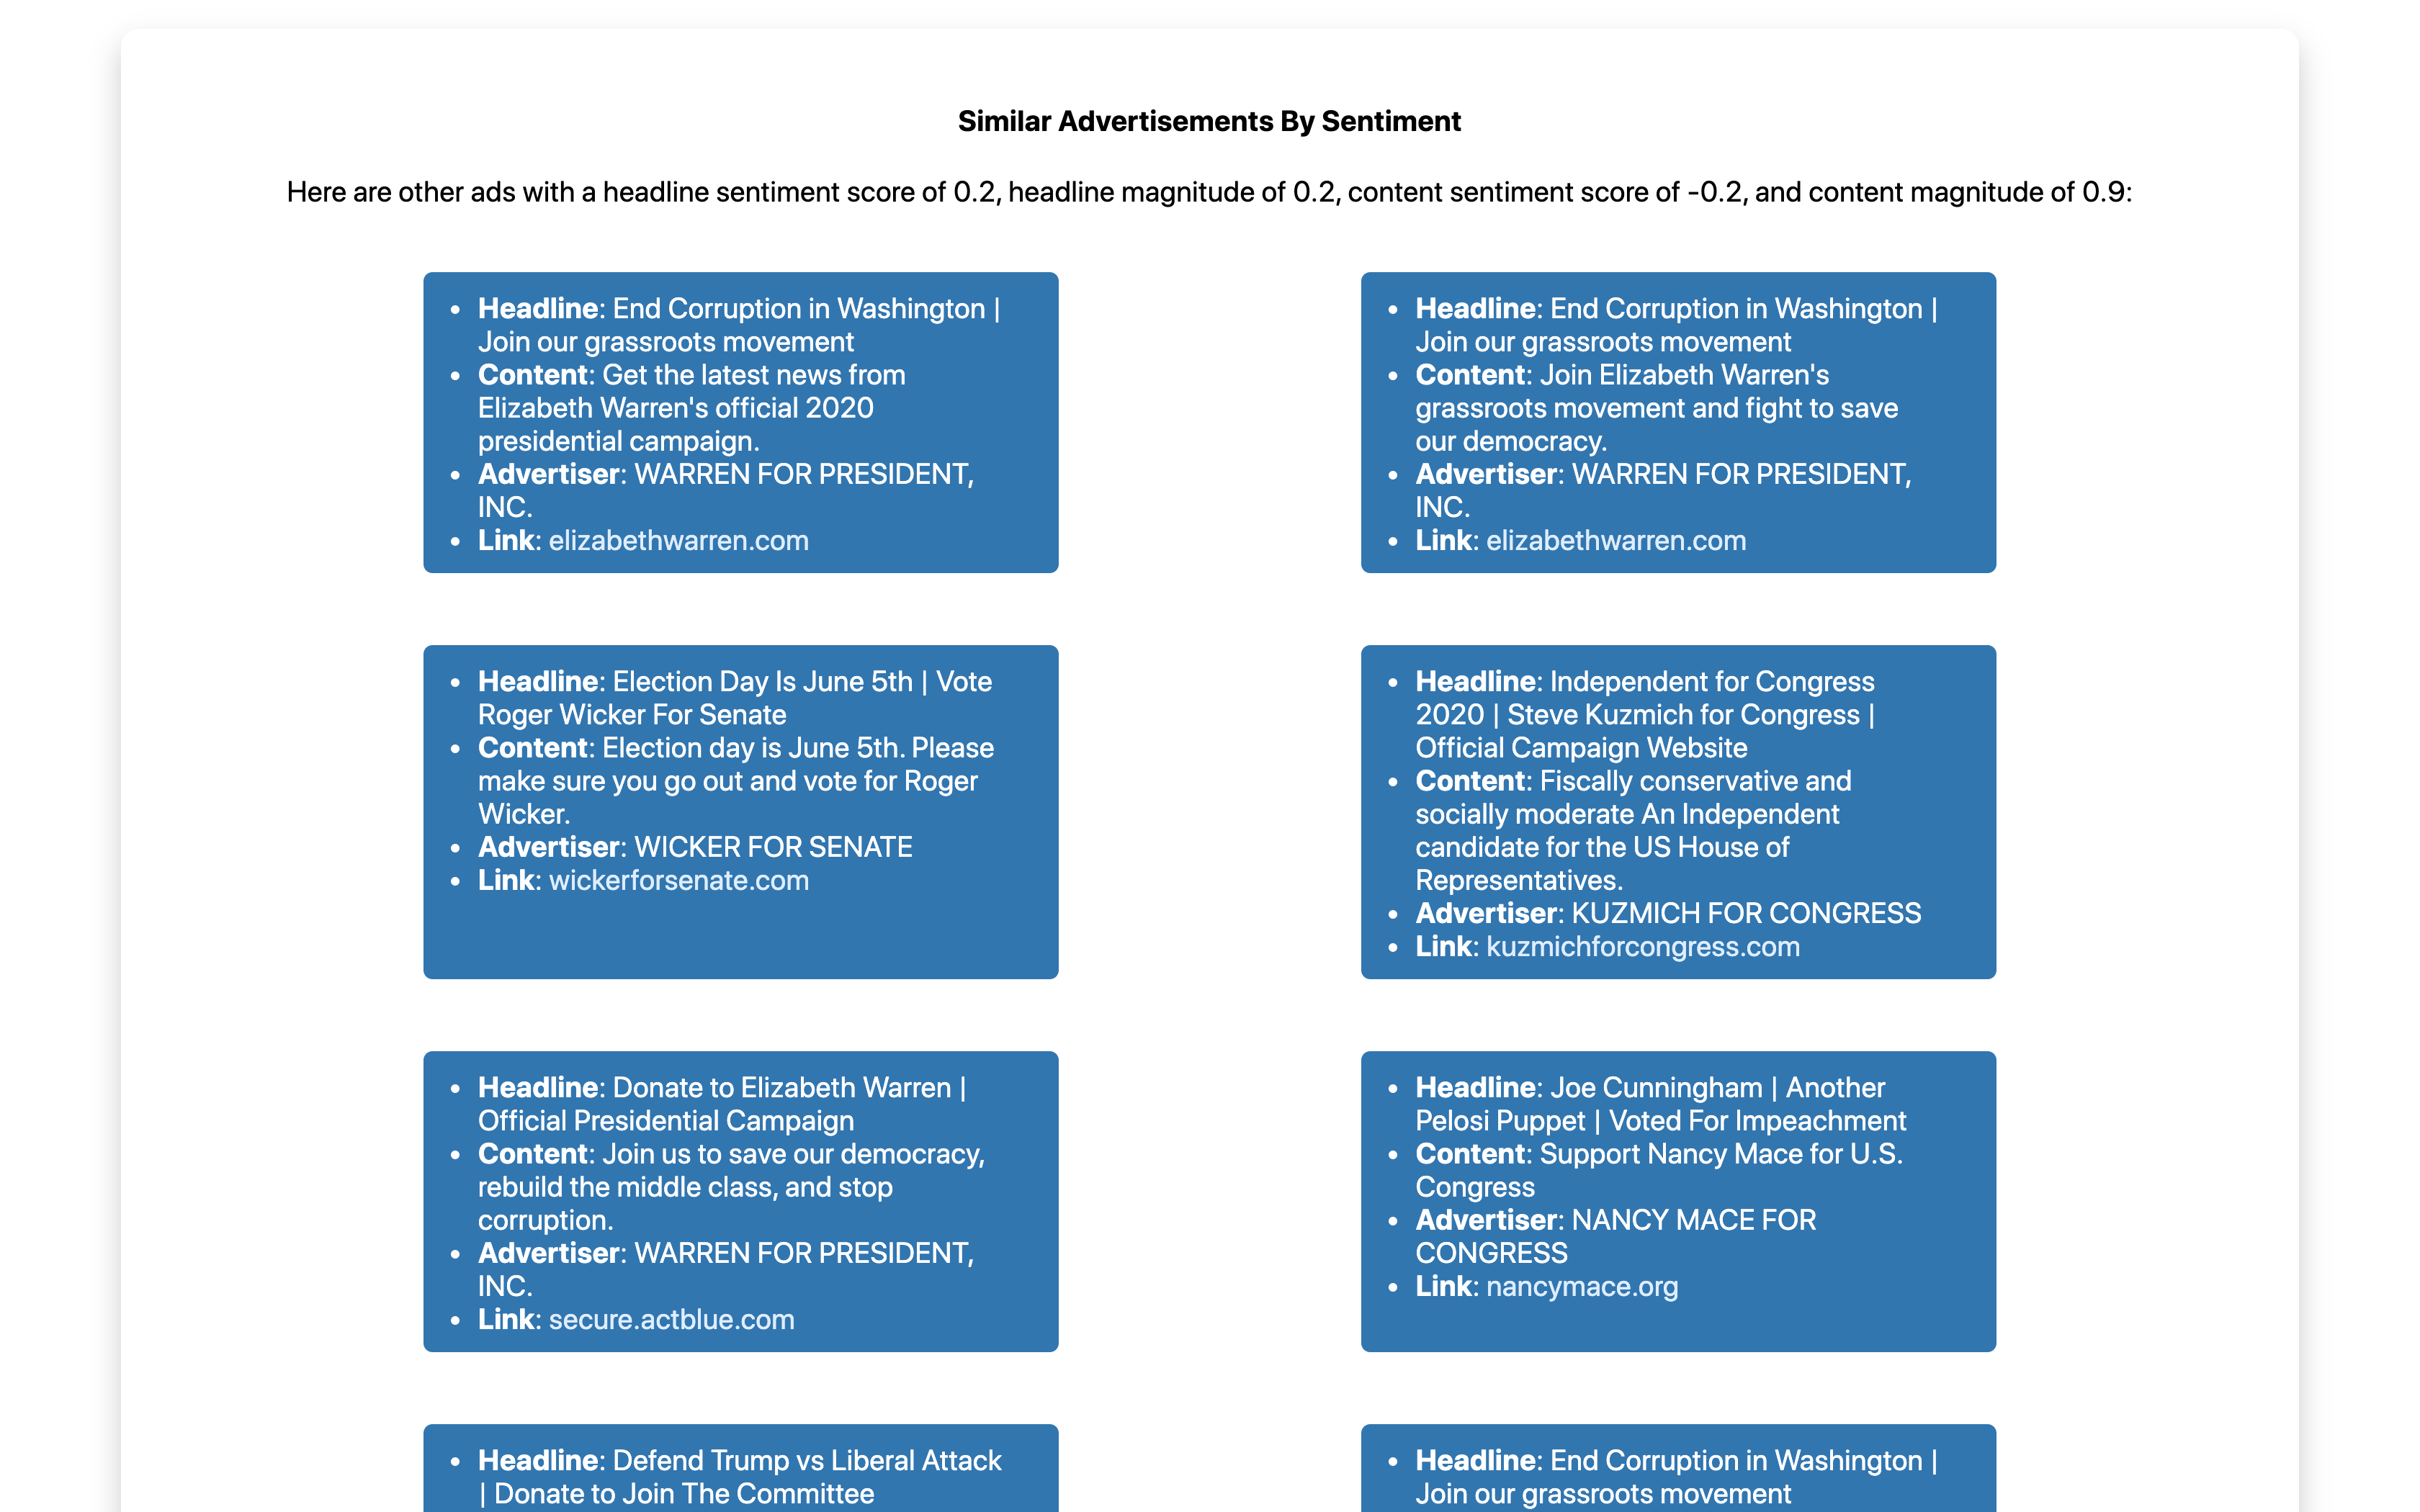 Similar Advertisements By Sentiment
Here are other ads with a headline sentiment score of 0.2, headline magnitude of 0.2, content sentiment score of -0.2, and content magnitude of 0.9:
• Headline: End Corruption in Washington |
Join our grassroots movement
• Content: Get the latest news from
Elizabeth Warren's official 2020
presidential campaign.
• Advertiser: WARREN FOR PRESIDENT,
INC.
• Link: elizabethwarren.com
• Headline: End Corruption in Washington |
Join our grassroots movement
• Content: Join Elizabeth Warren's
grassroots movement and fight to save
our democracy.
• Advertiser: WARREN FOR PRESIDENT,
INC.
• Link: elizabethwarren.com
• Headline: Election Day Is June 5th | Vote
Roger Wicker For Senate
• Content: Election day is June 5th. Please
make sure you go out and vote for Roger
Wicker.
• Advertiser: WICKER FOR SENATE
• Link: wickerforsenate.com
• Headline: Independent for Congress
2020 | Steve Kuzmich for Congress |
Official Campaign Website
• Content: Fiscally conservative and
socially moderate An Independent
candidate for the US House of
Representatives.
• Advertiser: KUZMICH FOR CONGRESS
• Link: kuzmichforcongress.com
• Headline: Donate to Elizabeth Warren |
Official Presidential Campaign
• Content: Join us to save our democracy,
rebuild the middle class, and stop
corruption.
• Advertiser: WARREN FOR PRESIDENT,
INC.
• Link: secure.actblue.com
• Headline: Joe Cunningham | Another
Pelosi Puppet | Voted For Impeachment
• Content: Support Nancy Mace for U.S.
Congress
• Advertiser: NANCY MACE FOR
CONGRESS
• Link: nancymace.org
• Headline: Defend Trump vs Liberal Attack
| Donate to Join The Committee
• Headline: End Corruption in Washington |
Join our grassroots movement